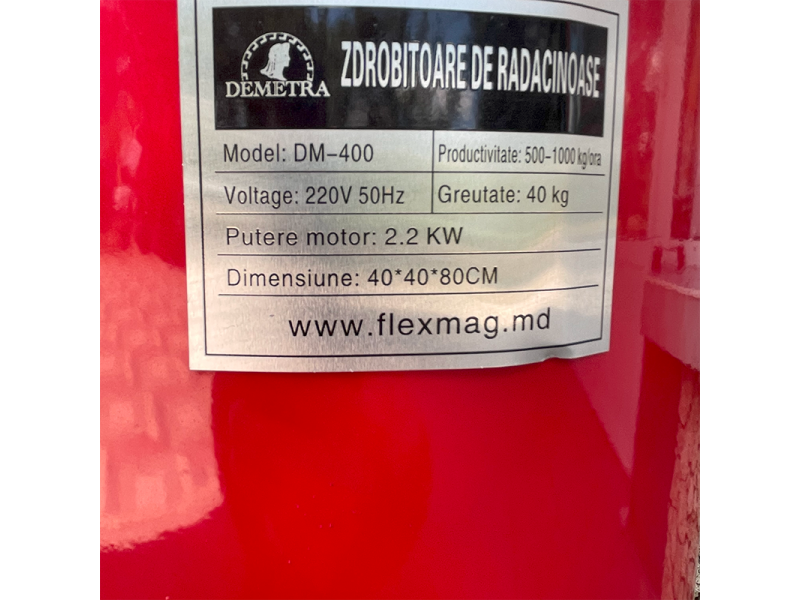 DEMETRA
ZDROBITOARE DE RADACINOASE
Model: DM-400
Productivitate: 500-1000 kg/ora
Voltage: 220V 50Hz
Greutate: 40 kg
Putere motor: 2.2 KW
Dimensiune: 40*40*80CM
www.flexmag.md